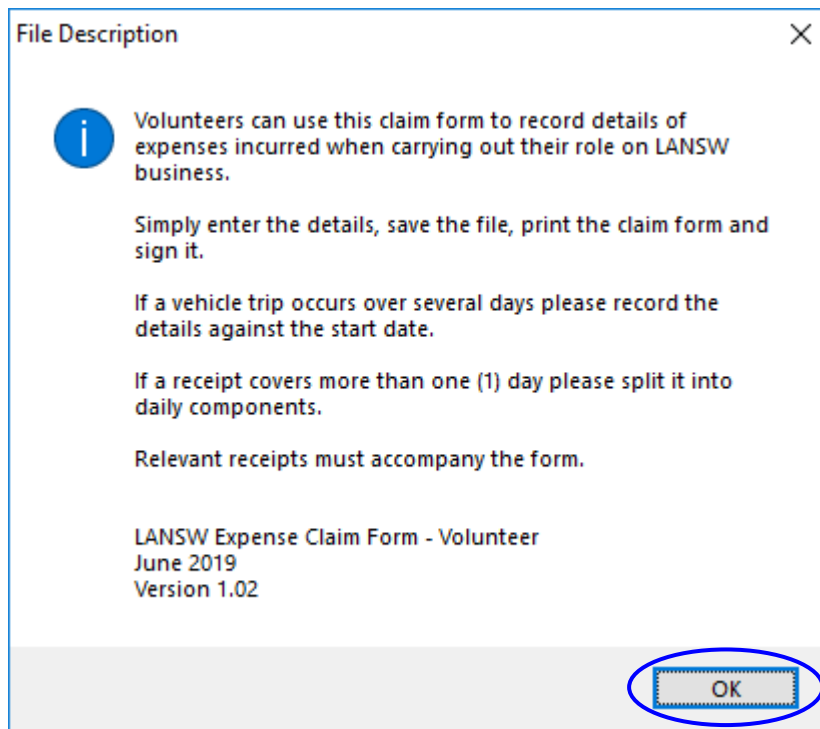 File Description
Volunteers can use this claim form to record details of
expenses incurred when carrying out their role on LANSW
business.
Simply enter the details, save the file, print the claim form and
sign it.
If a vehicle trip occurs over several days please record the
details against the start date.
If a receipt covers more than one (1) day please split it into
daily components.
Relevant receipts must accompany the form.
LANSW Expense Claim Form - Volunteer
June 2019
Version 1.02
OK